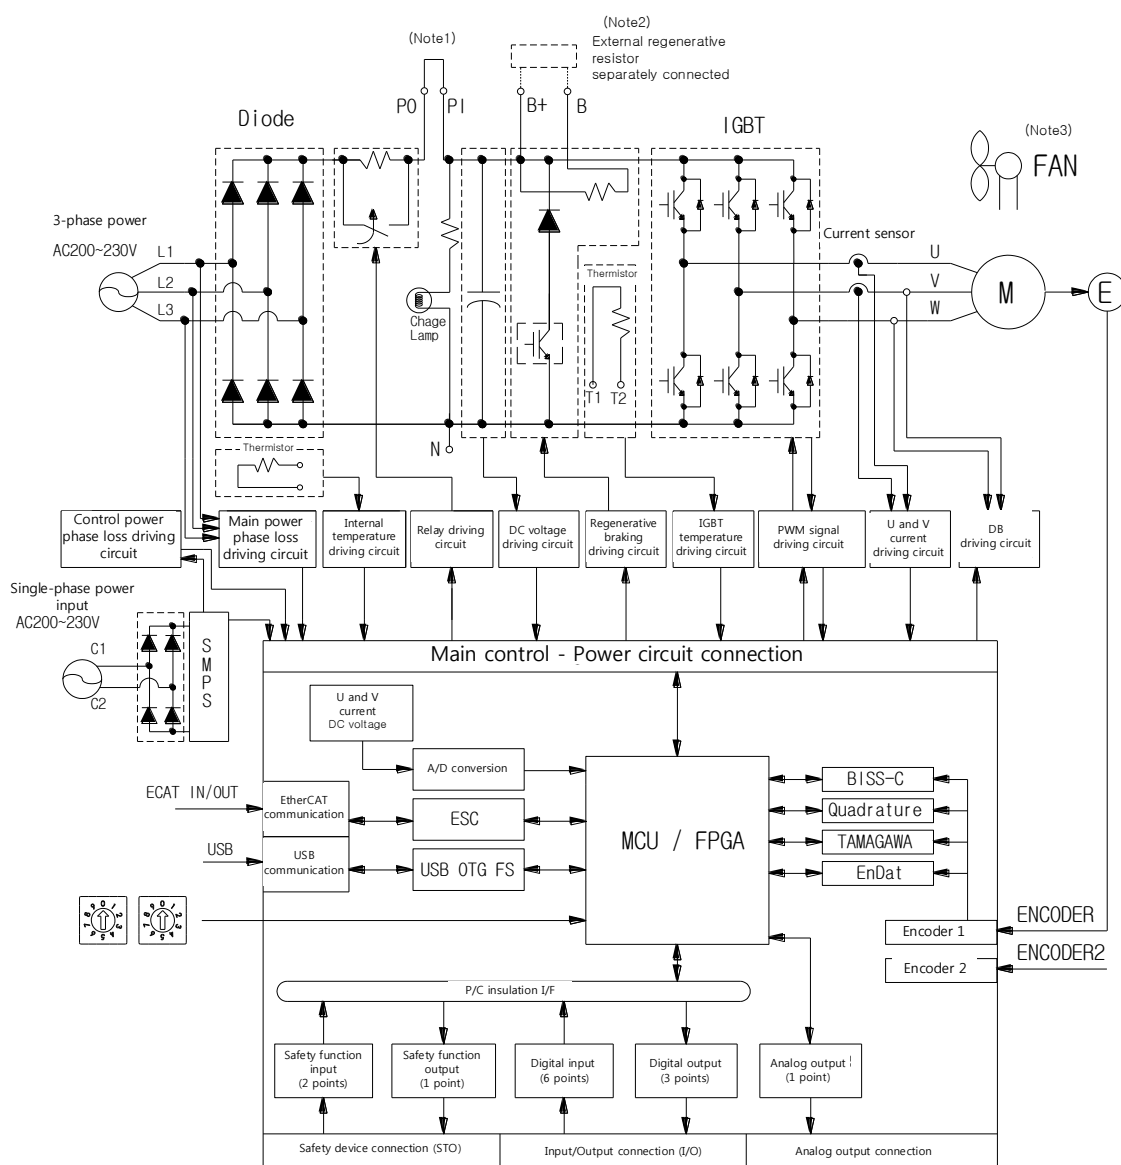 (Note1)
(Note2)
External regenerative
resistor
separately connected
P0
PI
B+
B
Diode
IGBT
(Note3)
FAN
3-phase power
AC200~230V
L1
L2
L3
Current sensor
U
V
W
M
E
Chage
Lamp
Thermistor
T1
T2
N
Thermistor
Control power
phase loss driving
circuit
Main power
phase loss
driving circuit
Internal
temperature
driving circuit
Relay driving
circuit
DC voltage
driving circuit
Regenerative
braking
driving circuit
IGBT
temperature
driving circuit
PWM signal
driving circuit
U and V
current
driving circuit
DB
driving circuit
Single-phase power
input
AC200~230V
C1
C2
SMPS
Main control - Power circuit connection
U and V
current
DC voltage
A/D conversion
MCU / FPGA
BISS-C
Quadrature
TAMAGAWA
EnDat
ECAT IN/OUT
EtherCAT
communication
ESC
USB
USB
communication
USB OTG FS
Encoder 1
ENCODER
Encoder 2
ENCODER2
P/C insulation I/F
Safety function
input
(2 points)
Safety function
output
(1 point)
Digital input
(6 points)
Digital output
(3 points)
Analog output
(1 point)
Safety device connection (STO)
Input/Output connection (I/O)
Analog output connection